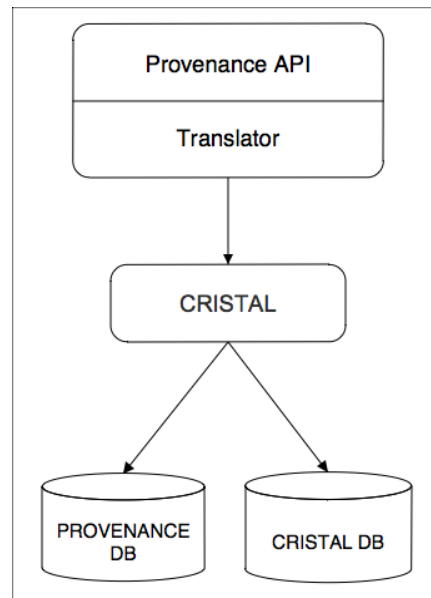 Provenance API
Translator
CRISTAL
PROVENANCE
DB
CRISTAL DB